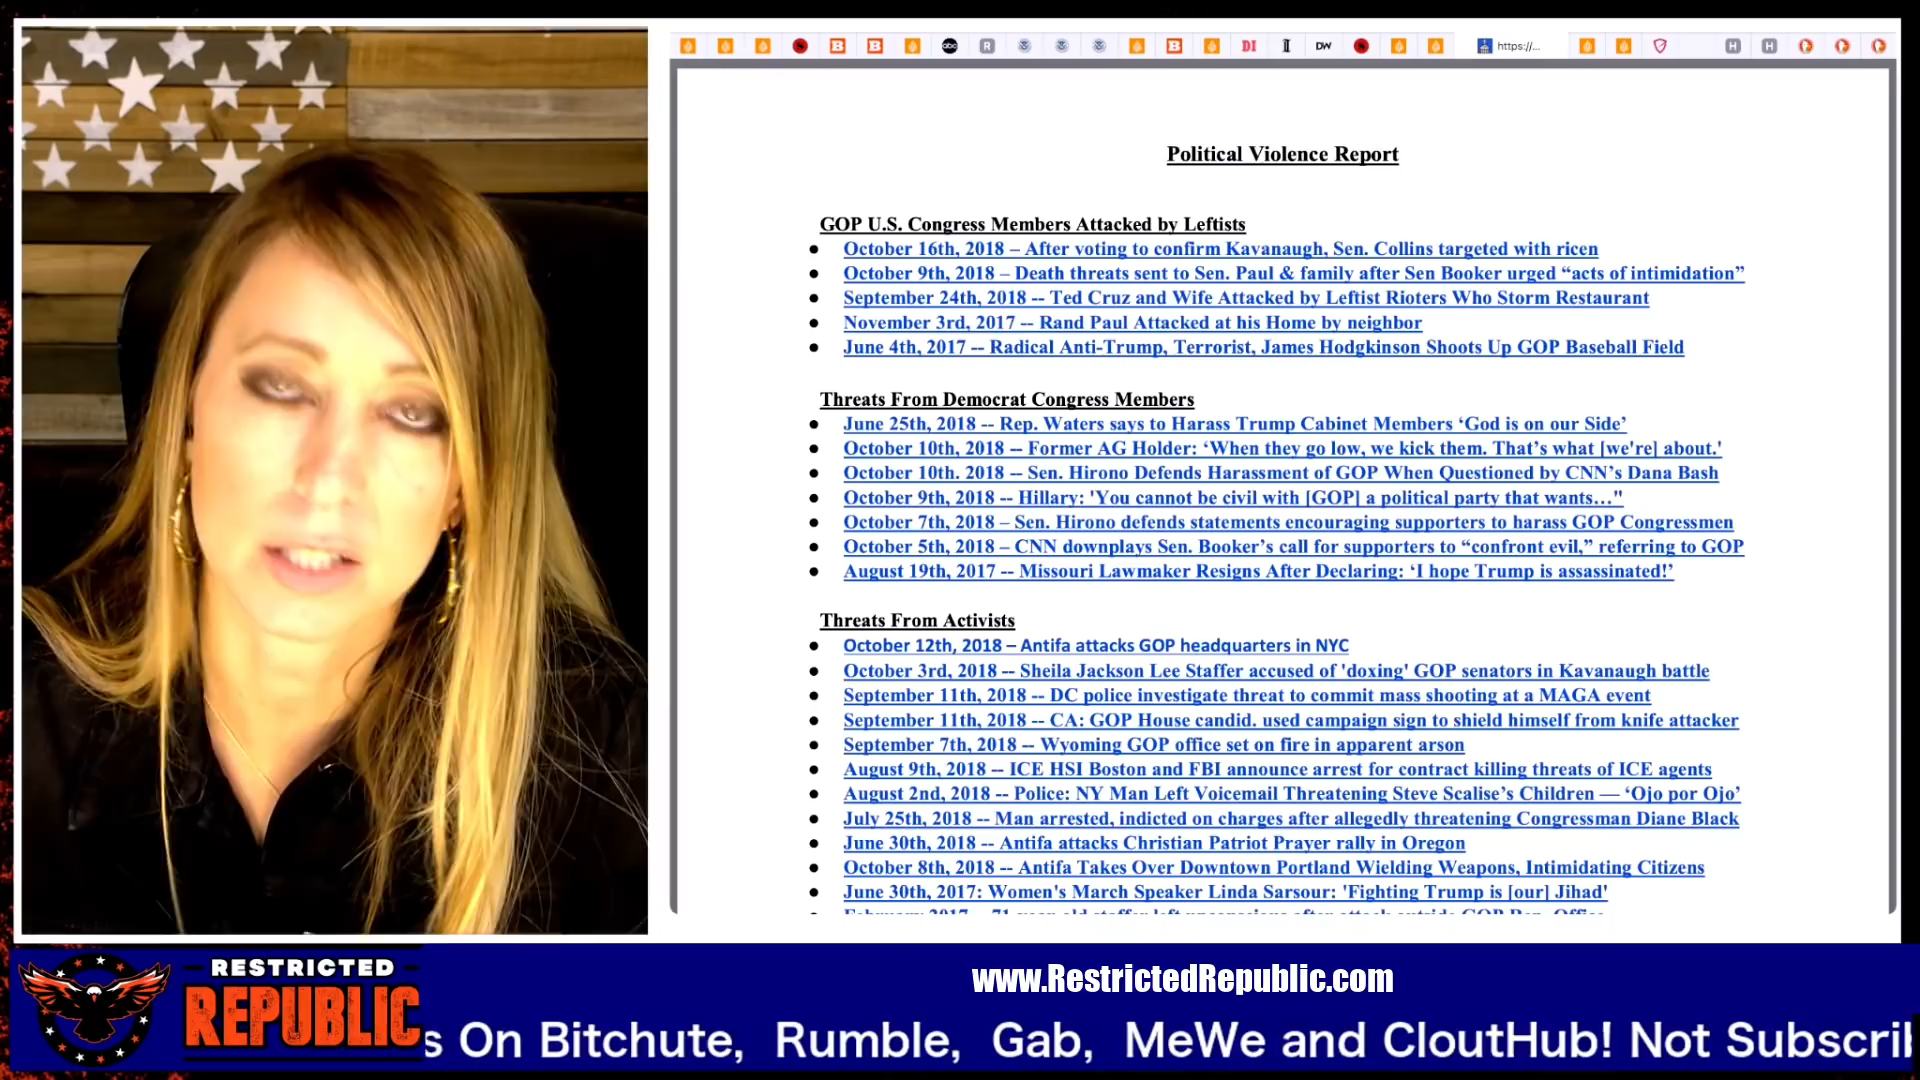 https://...
Political Violence Report
GOP U.S. Congress Members Attacked by Leftists
October 16th, 2018 – After voting to confirm Kavanaugh, Sen. Collins targeted with ricen
October 9th, 2018 – Death threats sent to Sen. Paul & family after Sen Booker urged “acts of intimidation”
September 24th, 2018 -- Ted Cruz and Wife Attacked by Leftist Rioters Who Storm Restaurant
November 3rd, 2017 -- Rand Paul Attacked at his Home by neighbor
June 4th, 2017 -- Radical Anti-Trump, Terrorist, James Hodgkinson Shoots Up GOP Baseball Field
Threats From Democrat Congress Members
June 25th, 2018 -- Rep. Waters says to Harass Trump Cabinet Members ‘God is on our Side’
October 10th, 2018 -- Former AG Holder: ‘When they go low, we kick them. That’s what [we're] about.'
October 10th. 2018 -- Sen. Hirono Defends Harassment of GOP When Questioned by CNN’s Dana Bash
October 9th, 2018 -- Hillary: 'You cannot be civil with [GOP] a political party that wants…"
October 7th, 2018 – Sen. Hirono defends statements encouraging supporters to harass GOP Congressmen
October 5th, 2018 – CNN downplays Sen. Booker’s call for supporters to “confront evil,” referring to GOP
August 19th, 2017 -- Missouri Lawmaker Resigns After Declaring: ‘I hope Trump is assassinated!’
Threats From Activists
October 12th, 2018 – Antifa attacks GOP headquarters in NYC
October 3rd, 2018 -- Sheila Jackson Lee Staffer accused of 'doxing' GOP senators in Kavanaugh battle
September 11th, 2018 -- DC police investigate threat to commit mass shooting at a MAGA event
September 11th, 2018 -- CA: GOP House candid. used campaign sign to shield himself from knife attacker
September 7th, 2018 -- Wyoming GOP office set on fire in apparent arson
August 9th, 2018 -- ICE HSI Boston and FBI announce arrest for contract killing threats of ICE agents
August 2nd, 2018 -- Police: NY Man Left Voicemail Threatening Steve Scalise’s Children — ‘Ojo por Ojo’
July 25th, 2018 -- Man arrested, indicted on charges after allegedly threatening Congressman Diane Black
June 30th, 2018 -- Antifa attacks Christian Patriot Prayer rally in Oregon
October 8th, 2018 -- Antifa Takes Over Downtown Portland Wielding Weapons, Intimidating Citizens
June 30th, 2017: Women's March Speaker Linda Sarsour: 'Fighting Trump is [our] Jihad'
RESTRICTED
REPUBLIC
www.RestrictedRepublic.com
s On Bitchute, Rumble, Gab, MeWe and CloutHub! Not Subscri